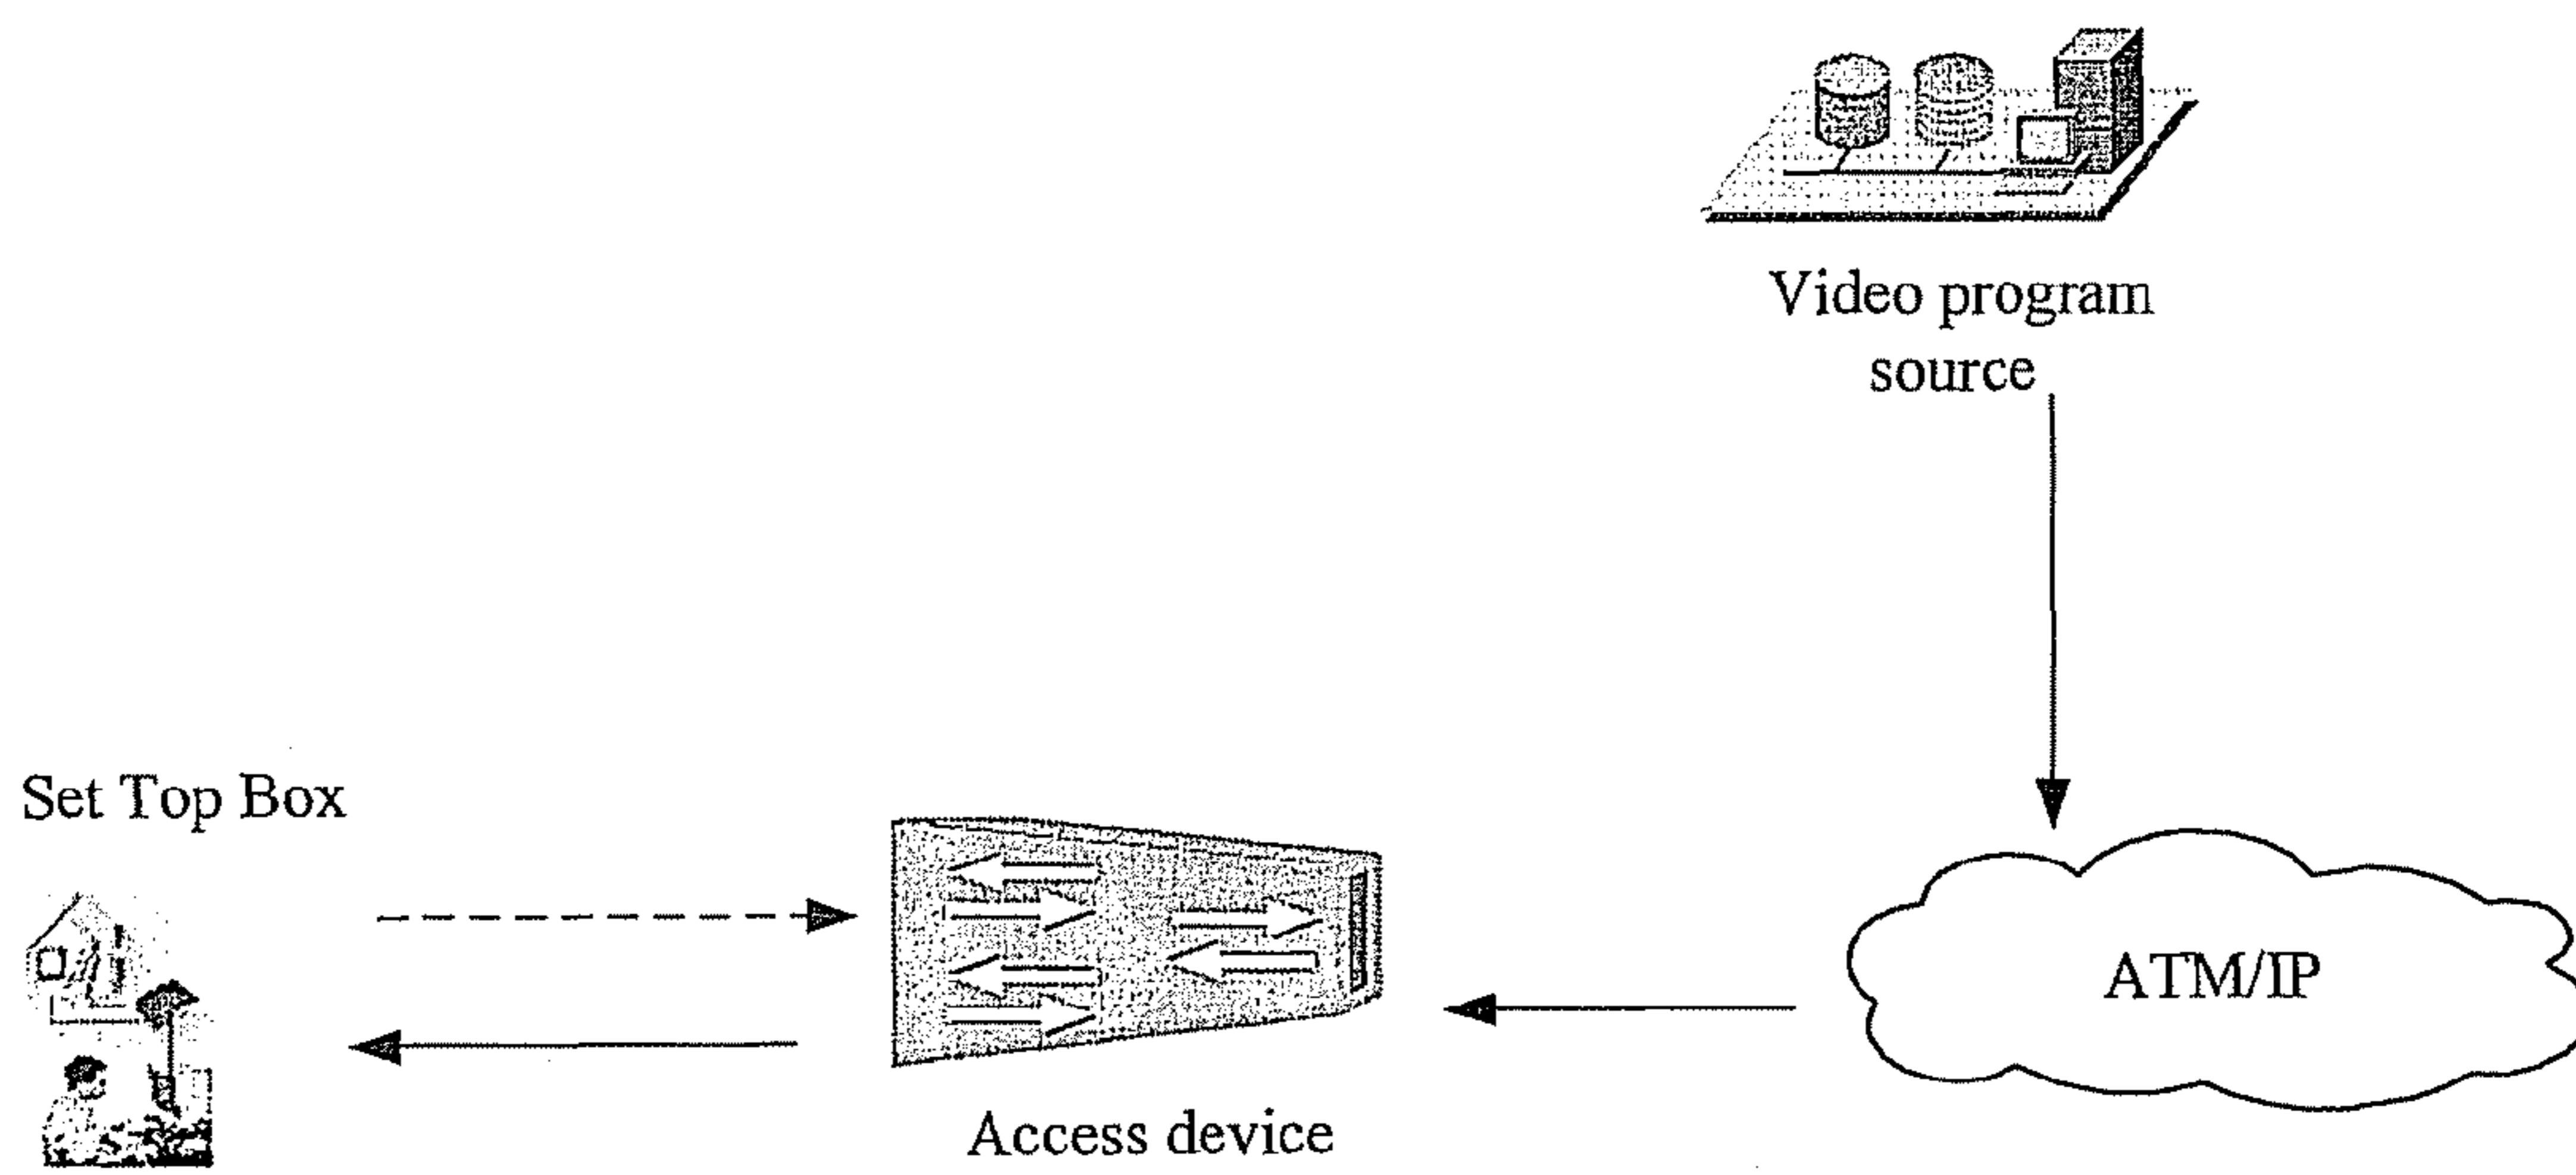 Video program
source
Set Top Box
ATM/IP
Access device